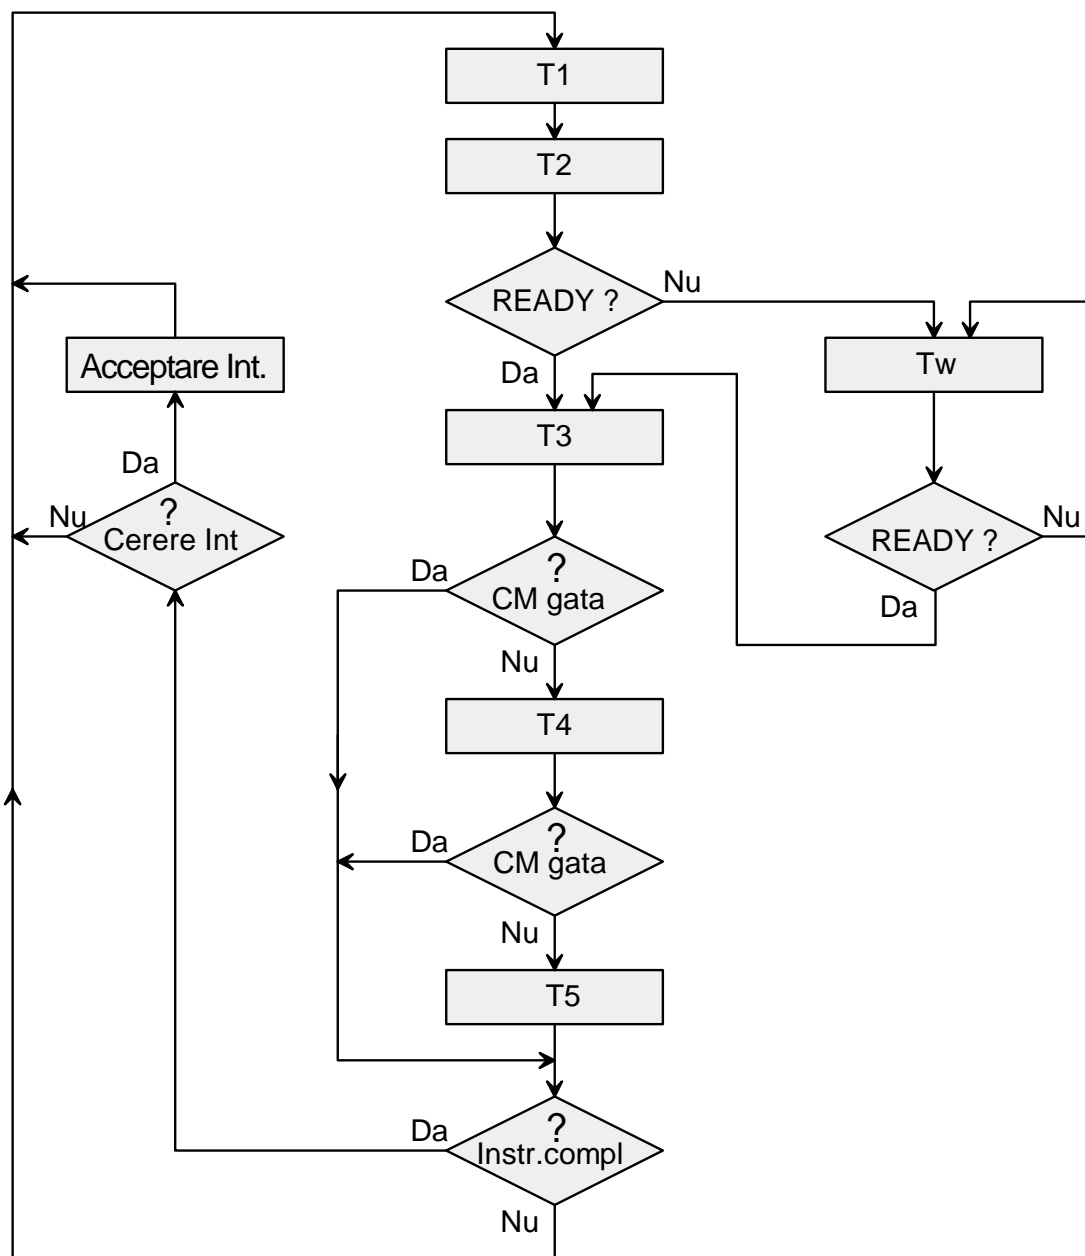 T1
T2
READY ?
Nu
Da
Tw
Acceptare Int.
T3
Da
Nu
?
Cerere Int
READY ?
Nu
Da
Da
?
CM gata
Nu
T4
Da
?
CM gata
Nu
T5
Da
?
Instr.compl
Nu